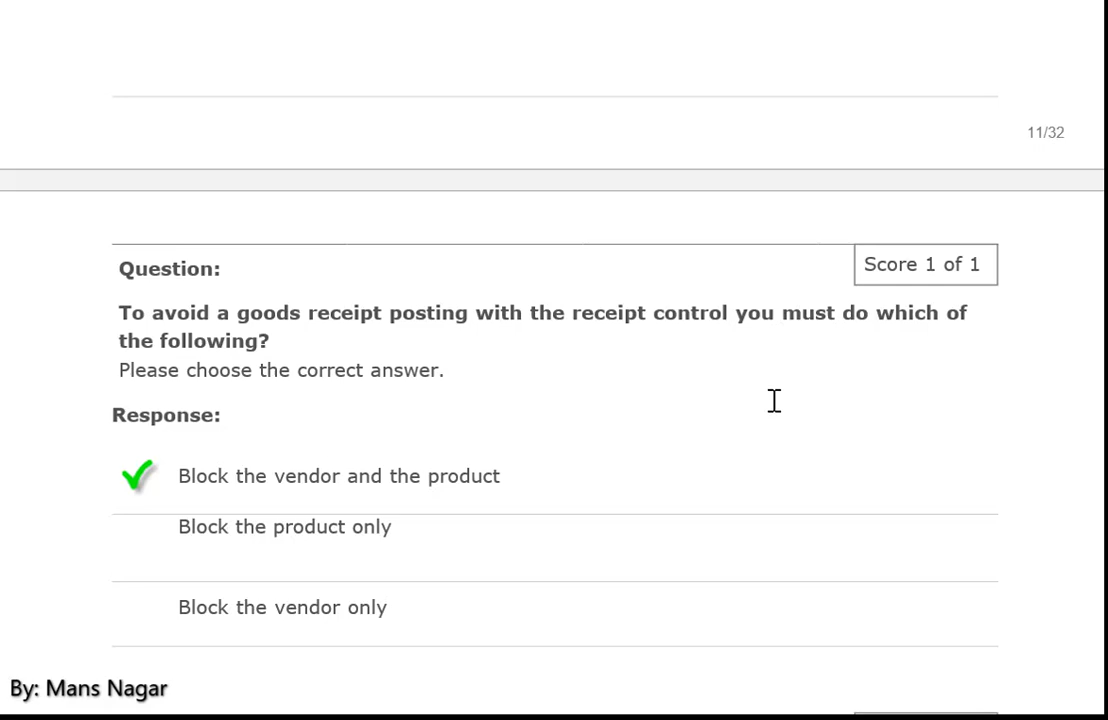 11/32
Question:
Score 1 of 1
To avoid a goods receipt posting with the receipt control you must do which of
the following?
Please choose the correct answer.
Response:
Block the vendor and the product
Block the product only
Block the vendor only
By: Mans Nagar